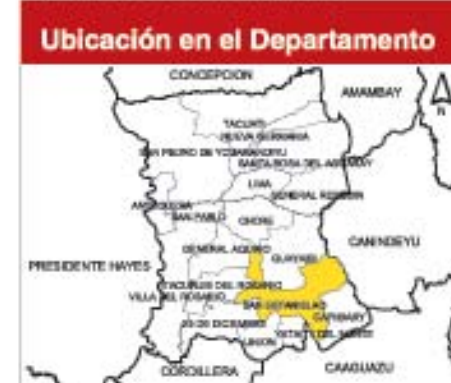 Ubicación en el Departamento
CONCEPCION
AMAMBAY
N
TACUATI
NUEVA GERMANIA
SAN PEDRO DE YCUAMANDYU
SANTA ROSA DEL AGUARAY
LIMA
GENERAL RESQUIN
ANTEQUERA
SAN PABLO
CHORE
GENERAL AQUINO
CANINDEYU
GUAYAIBI
PRESIDENTE HAYES
ITACURUBI DEL ROSARIO
VILLA DEL ROSARIO
SAN ESTANISLAO
CAPIIBARY
25 DE DICIEMBRE
YATAITY DEL NORTE
UNION
CORDILLERA
CAAGUAZU